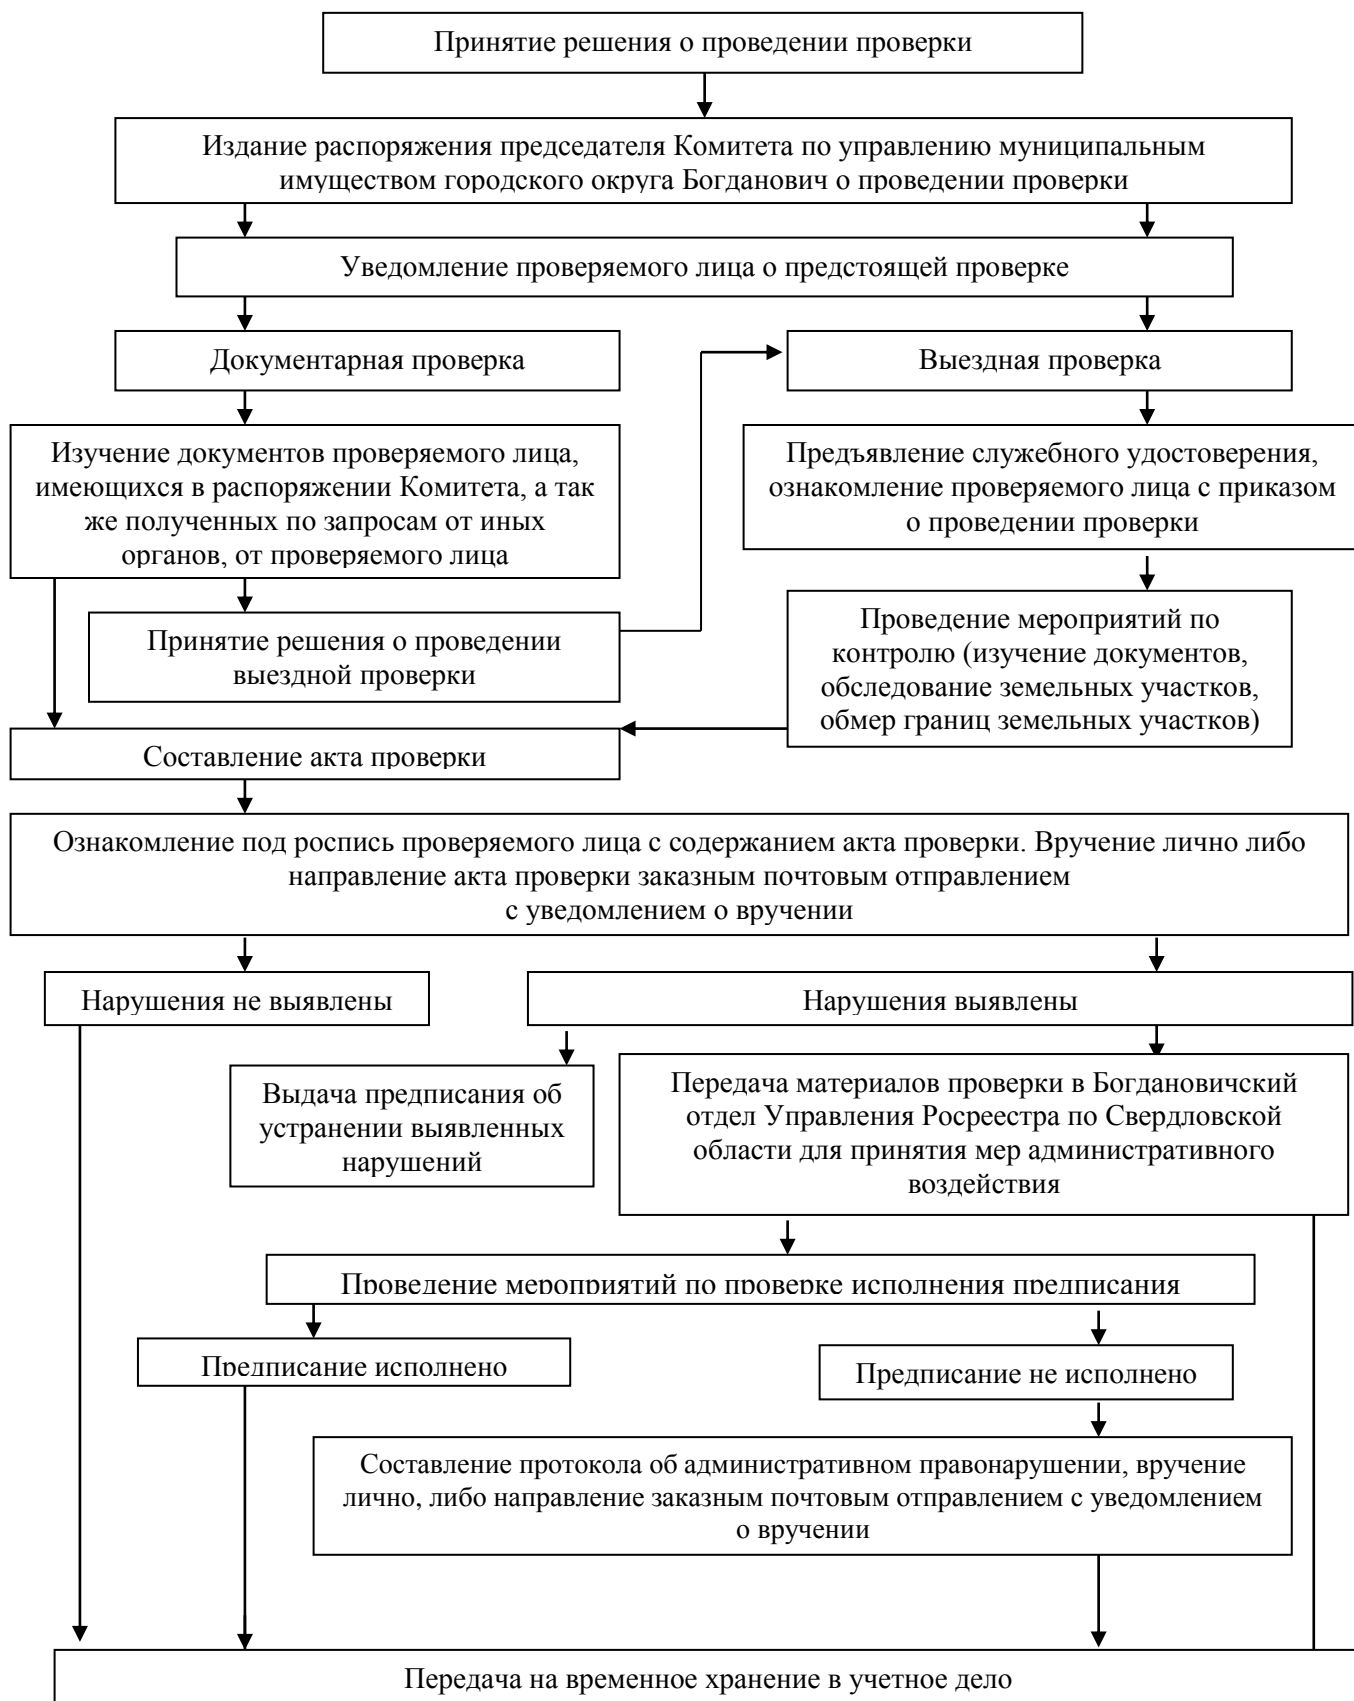 Принятие решения о проведении проверки
Издание распоряжения председателя Комитета по управлению муниципальным
имуществом городского округа Богданович о проведении проверки
Уведомление проверяемого лица о предстоящей проверке
Документарная проверка
Выездная проверка
Изучение документов проверяемого лица,
имеющихся в распоряжении Комитета, а так
же полученных по запросам от иных
органов, от проверяемого лица
Предъявление служебного удостоверения,
ознакомление проверяемого лица с приказом
о проведении проверки
Принятие решения о проведении
выездной проверки
Проведение мероприятий по
контролю (изучение документов,
обследование земельных участков,
обмер границ земельных участков)
Составление акта проверки
Ознакомление под роспись проверяемого лица с содержанием акта проверки. Вручение лично либо
направление акта проверки заказным почтовым отправлением
с уведомлением о вручении
Нарушения не выявлены
Нарушения выявлены
Выдача предписания об
устранении выявленных
нарушений
Передача материалов проверки в Богдановичский
отдел Управления Росреестра по Свердловской
области для принятия мер административного
воздействия
Проведение мероприятий по проверке исполнения предписания
Предписание исполнено
Предписание не исполнено
Составление протокола об административном правонарушении, вручение
лично, либо направление заказным почтовым отправлением с уведомлением
о вручении
Передача на временное хранение в учетное дело